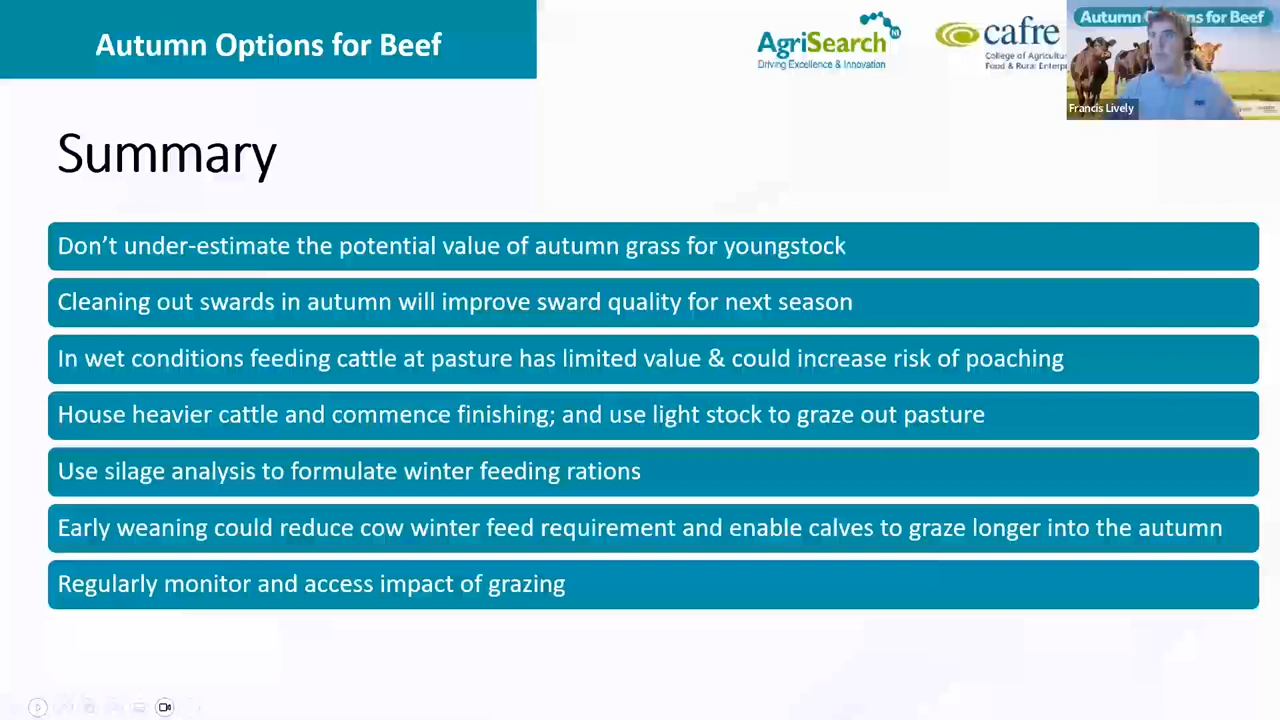 Autumn Options for Beef
AgriSearch
NI
Driving Excellence & Innovation
cafre
College of Agricultu
Food & Rural Enterp
Autumn for Beef
Francis Lively
Summary
Don't under-estimate the potential value of autumn grass for youngstock
Cleaning out swards in autumn will improve sward quality for next season
In wet conditions feeding cattle at pasture has limited value & could increase risk of poaching
House heavier cattle and commence finishing; and use light stock to graze out pasture
Use silage analysis to formulate winter feeding rations
Early weaning could reduce cow winter feed requirement and enable calves to graze longer into the autumn
Regularly monitor and access impact of grazing